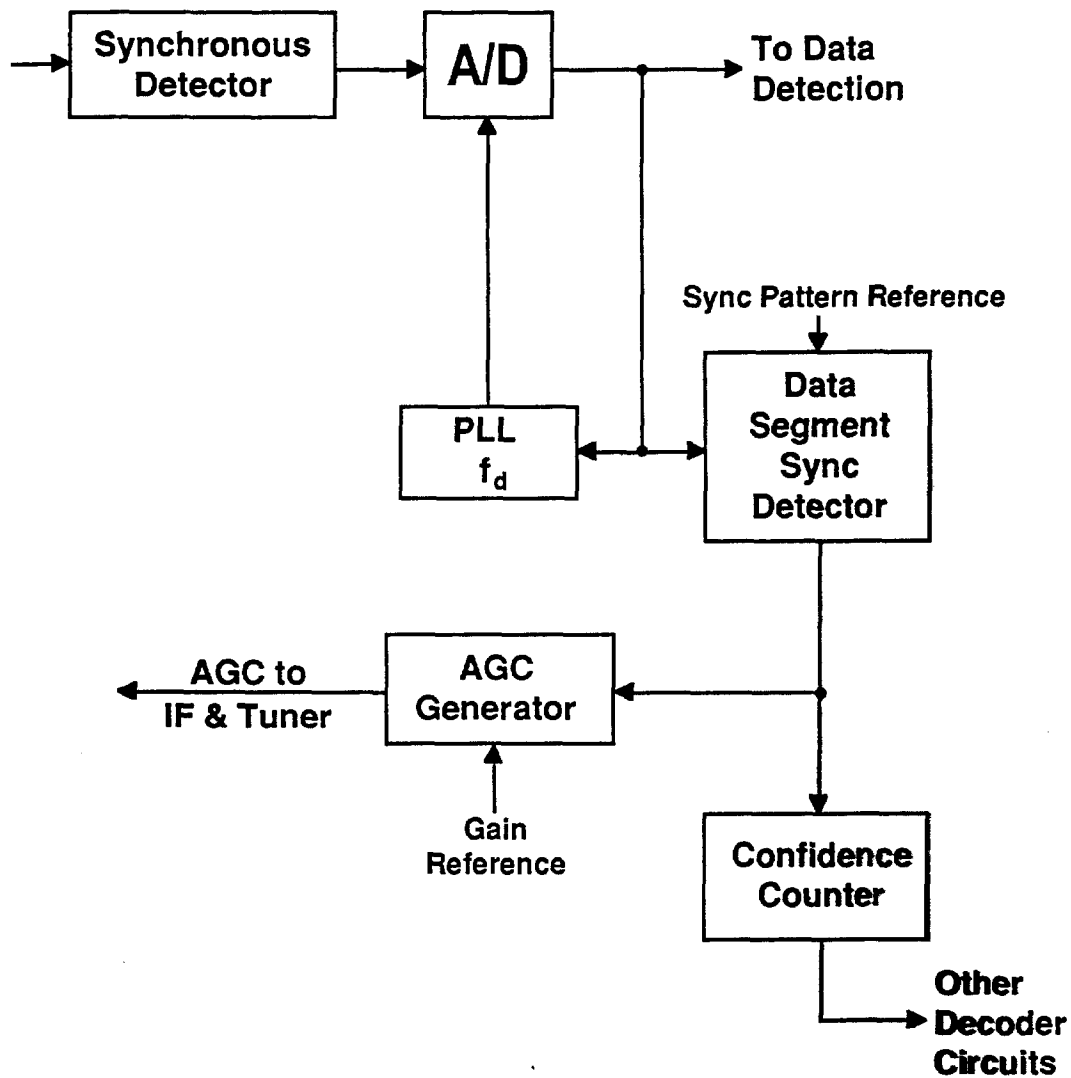 Synchronous
Detector
A/D
To Data
Detection
Sync Pattern Reference
PLL
fd
Data
Segment
Sync
Detector
AGC to
IF & Tuner
AGC
Generator
Gain
Reference
Confidence
Counter
Other
Decoder
Circuits